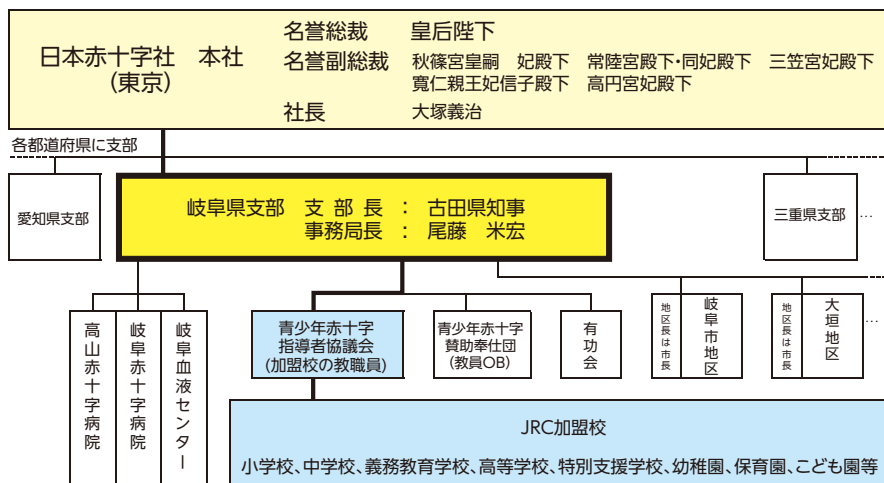 日本赤十字社 本社
(東京)
名誉総裁 皇后陛下
名誉副総裁 秋篠宮皇嗣 妃殿下 常陸宮殿下・同妃殿下 三笠宮妃殿下
寬仁親王妃信子殿下 高円宮妃殿下
社長 大塚義治
各都道府県に支部
愛知県支部
岐阜県支部 支部長 : 古田県知事
事務局長 : 尾藤 米宏
三重県支部
…
高山赤十字病院
岐阜赤十字病院
岐阜血液センター
青少年赤十字
指導者協議会
(加盟校の教職員)
青少年赤十字
賛助奉仕団
(教員OB)
有功会
岐阜市地区
地区長は市長
大垣地区
地区長は市長
…
JRC加盟校
小学校、中学校、義務教育学校、高等学校、特別支援学校、幼稚園、保育園、こども園等